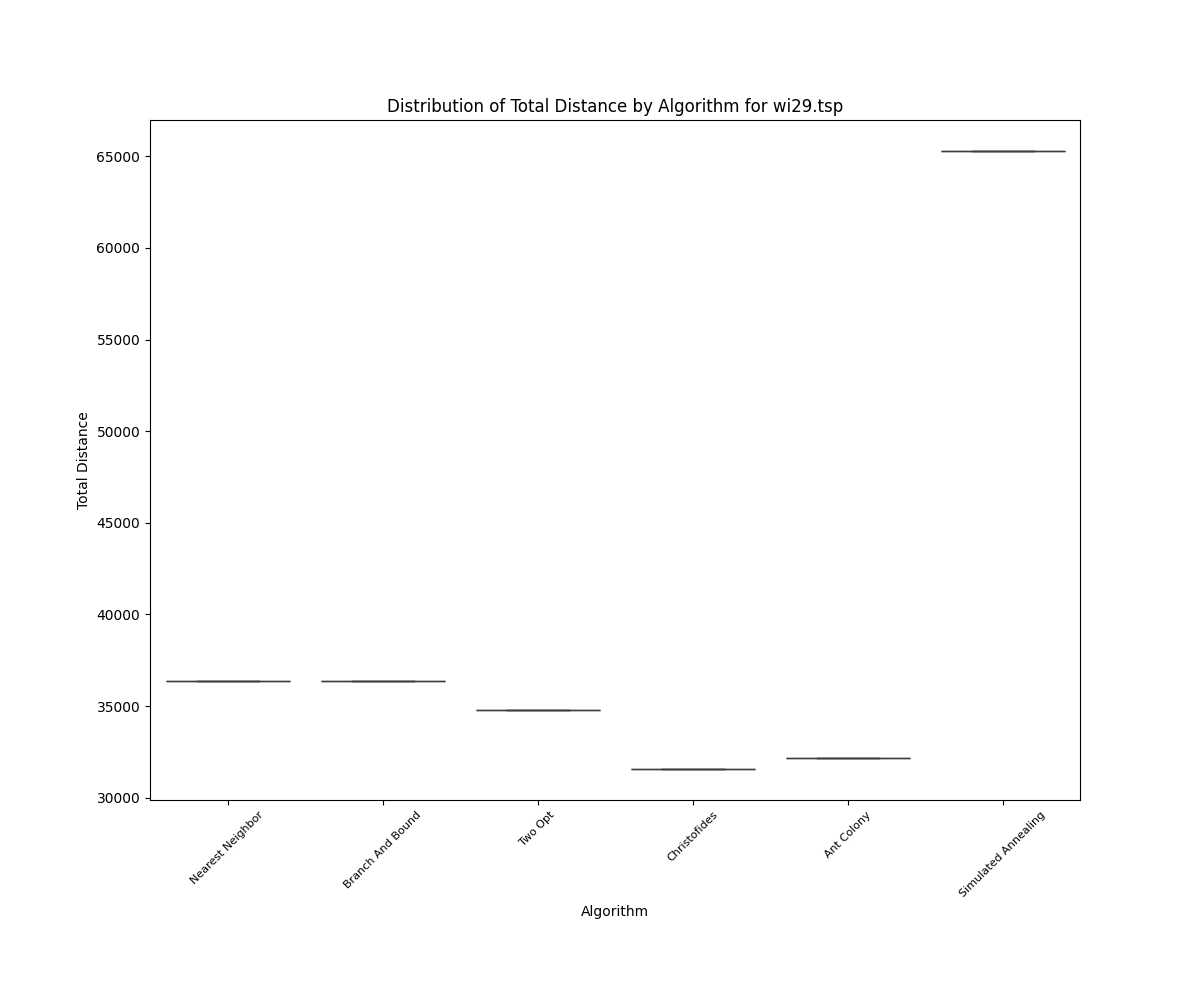 Distribution of Total Distance by Algorithm for wi29.tsp
65000
60000
55000
50000
45000
40000
35000
30000
Total Distance
Nearest Neighbor
Branch And Bound
Two Opt
Christofides
Ant Colony
Simulated Annealing
Algorithm